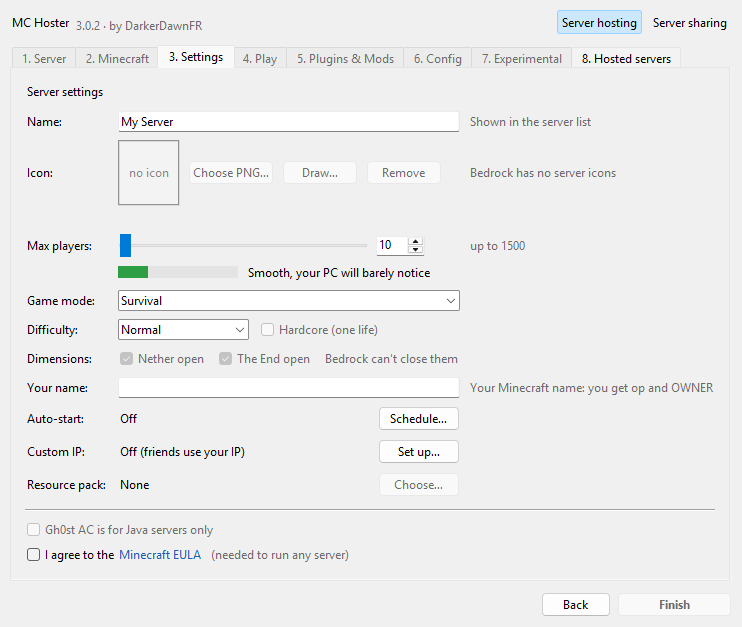 MC Hoster 3.0.2 · by DarkerDawnFR Server hosting Server sharing
1. Server 2. Minecraft 3. Settings 4. Play 5. Plugins & Mods 6. Config 7. Experimental 8. Hosted servers
Server settings
Name: My Server Shown in the server list
Icon: no icon Choose PNG... Draw... Remove Bedrock has no server icons
Max players: 10 up to 1500
Smooth, your PC will barely notice
Game mode: Survival
Difficulty: Normal Hardcore (one life)
Dimensions: Nether open The End open Bedrock can't close them
Your name: Your Minecraft name: you get op and OWNER
Auto-start: Off Schedule...
Custom IP: Off (friends use your IP) Set up...
Resource pack: None Choose...
Gh0st AC is for Java servers only
I agree to the Minecraft EULA (needed to run any server)
Back Finish